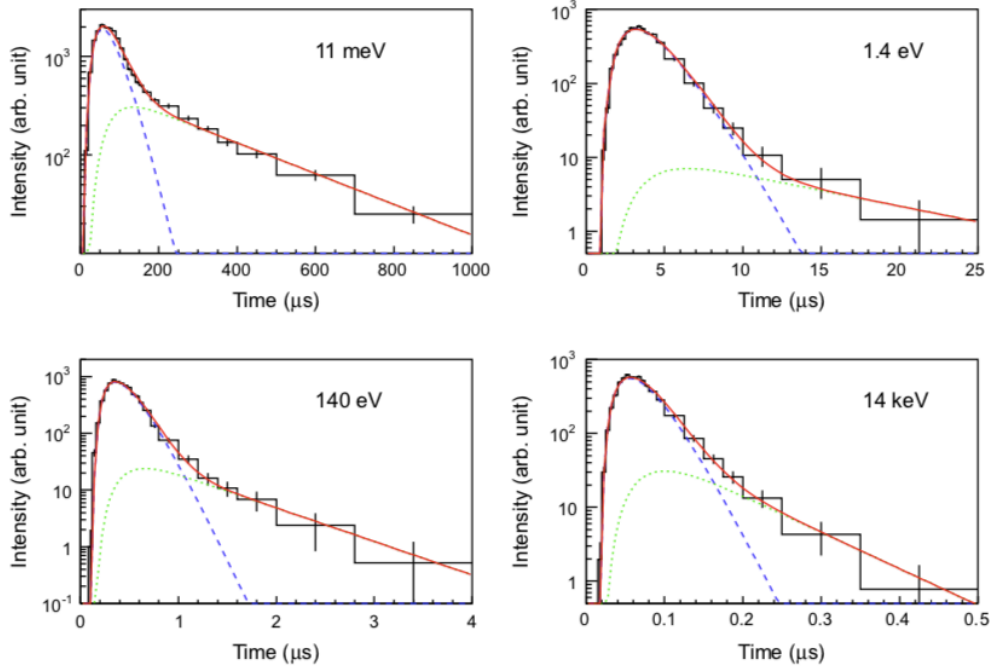 Intensity (arb. unit)
10³
10²
11 meV
0 200 400 600 800 1000
Time (μs)
Intensity (arb. unit)
10³
10²
10
1
1.4 eV
0 5 10 15 20 25
Time (μs)
Intensity (arb. unit)
10³
10²
10
1
10⁻¹
140 eV
0 1 2 3 4
Time (μs)
Intensity (arb. unit)
10³
10²
10
1
14 keV
0 0.1 0.2 0.3 0.4 0.5
Time (μs)